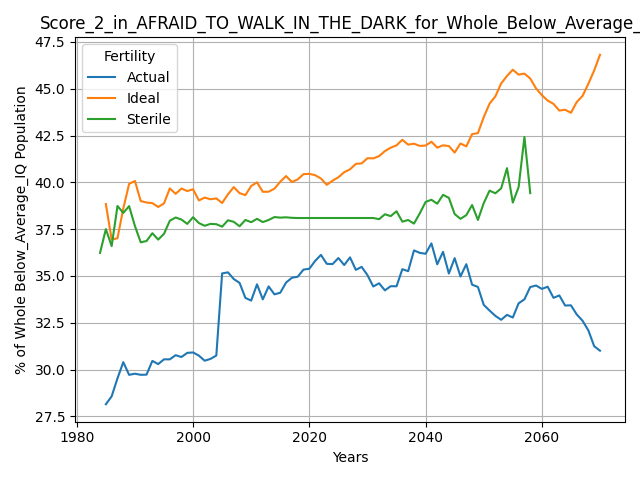 Score_2_in_AFRAID_TO_WALK_IN_THE_DARK_for_Whole_Below_Average_
47.5
45.0
42.5
40.0
37.5
35.0
32.5
30.0
27.5
% of Whole Below_Average_IQ Population
Fertility
Actual
Ideal
Sterile
1980
2000
2020
2040
2060
Years